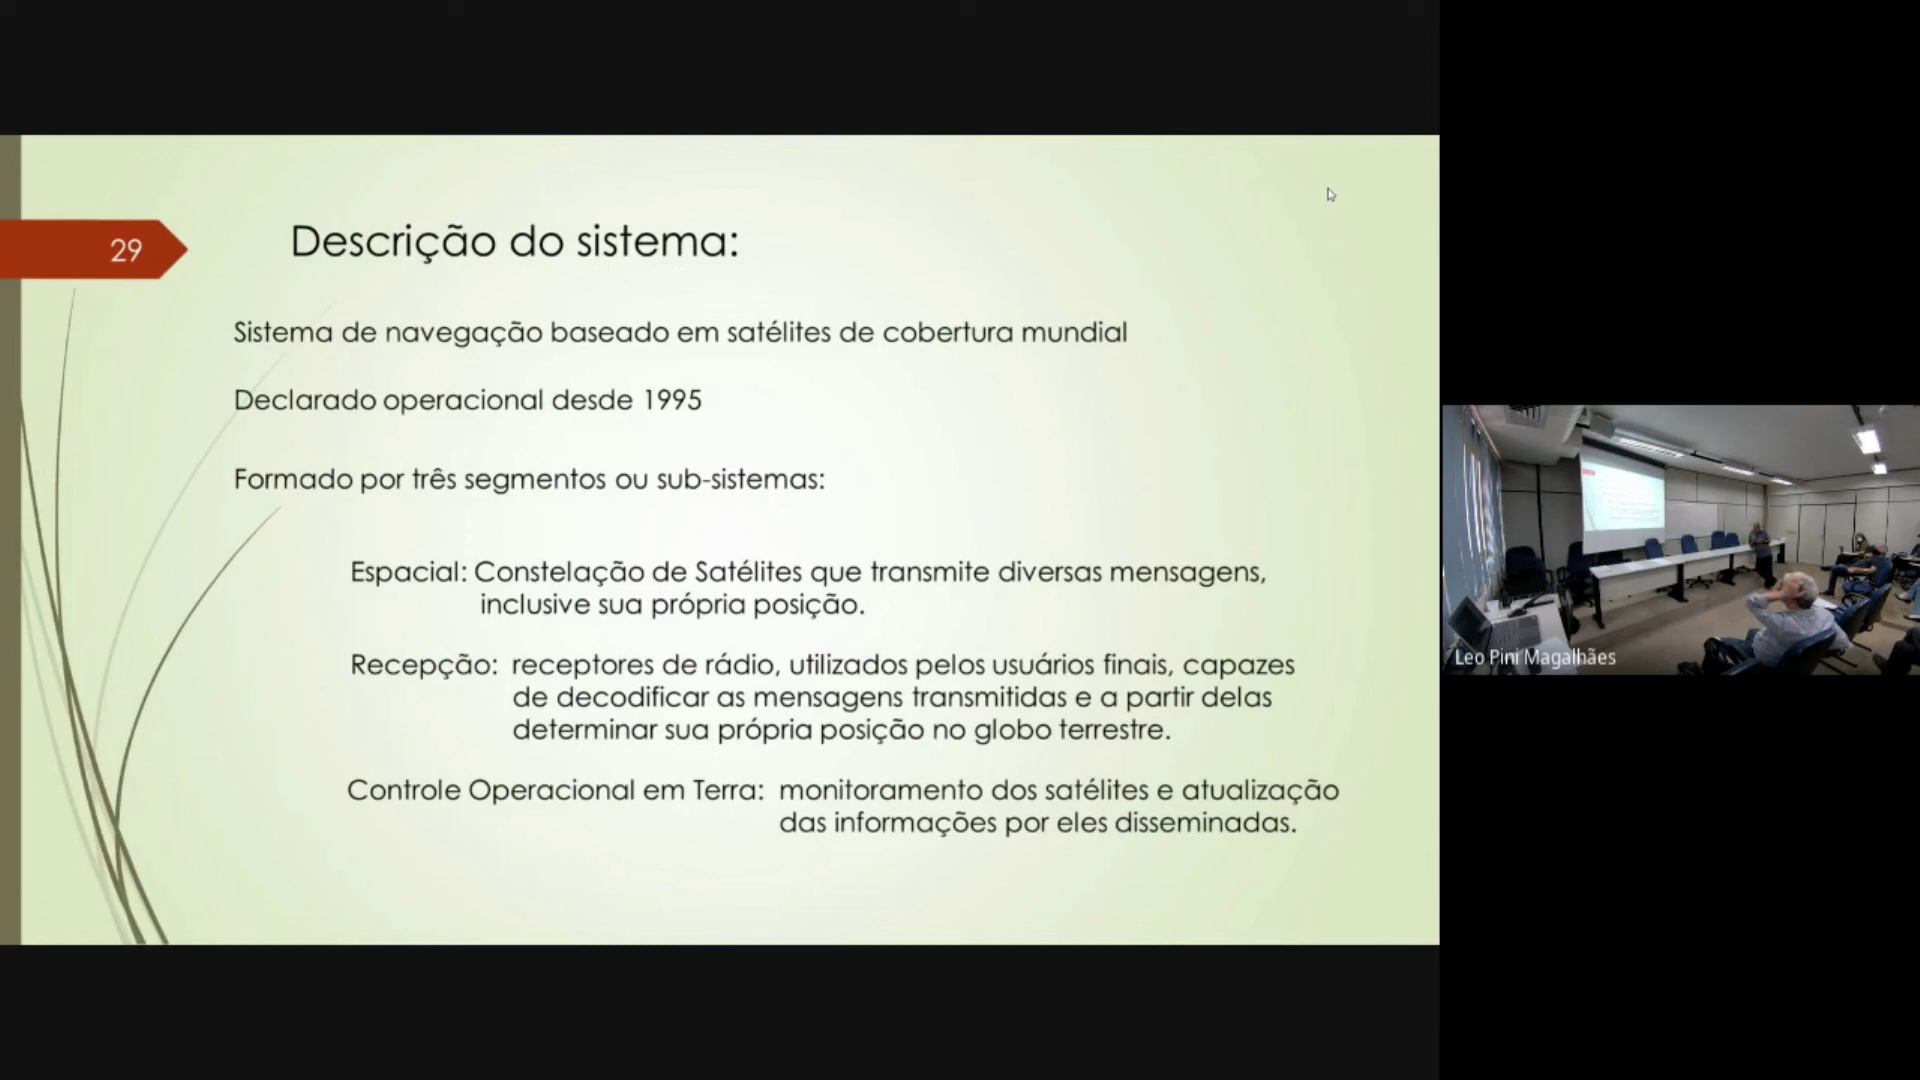 29
Descrição do sistema:
Sistema de navegação baseado em satélites de cobertura mundial
Declarado operacional desde 1995
Formado por três segmentos ou sub-sistemas:
Espacial: Constelação de Satélites que transmite diversas mensagens,
inclusive sua própria posição.
Recepção: receptores de rádio, utilizados pelos usuários finais, capazes
de decodificar as mensagens transmitidas e a partir delas
determinar sua própria posição no globo terrestre.
Controle Operacional em Terra: monitoramento dos satélites e atualização
das informações por eles disseminadas.
Leo Pini Magalhães